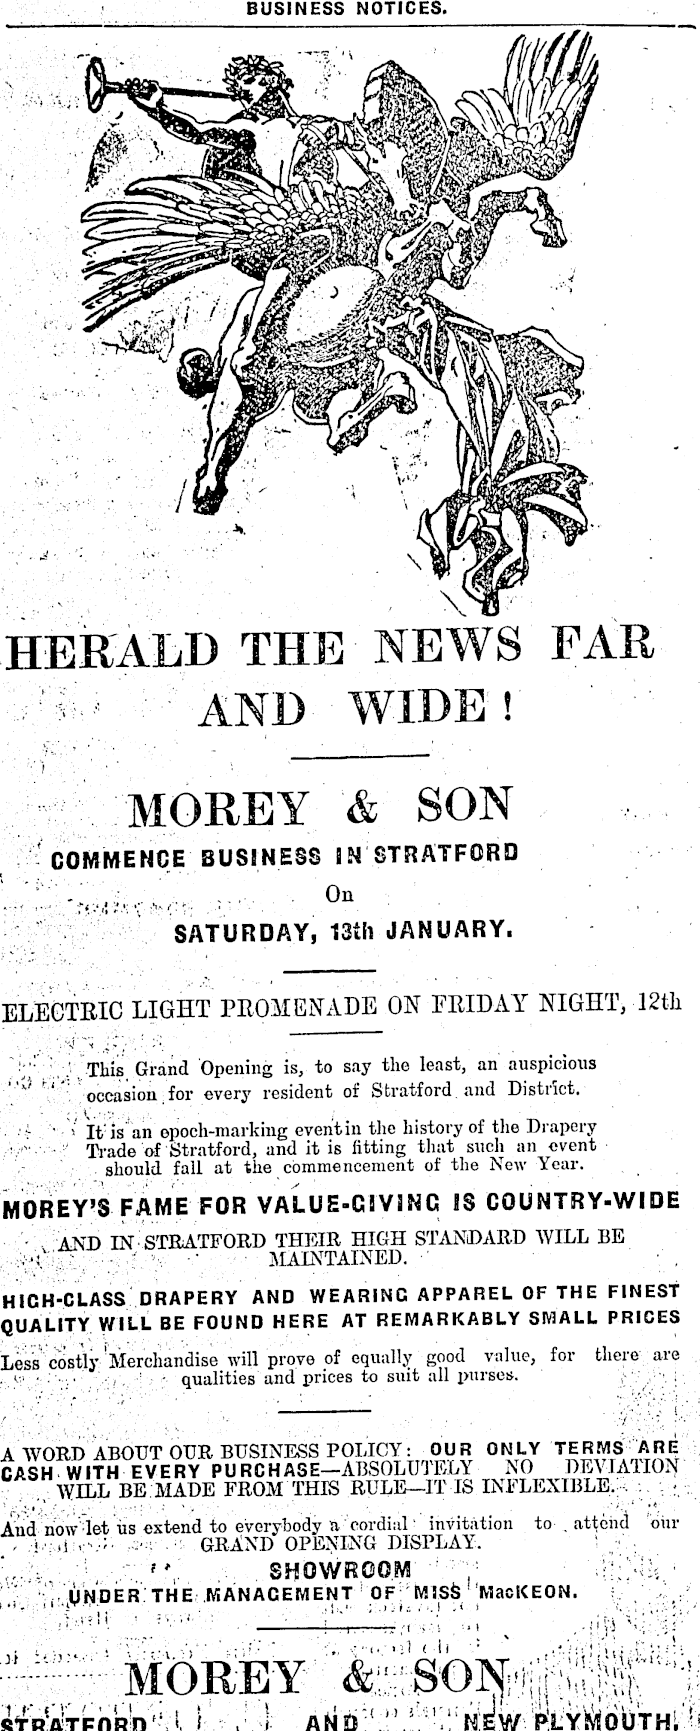 BUSINESS NOTICES.
HERALD THE NEWS FAR
AND WIDE!
MOREY & SON
COMMENCE BUSINESS IN STRATFORD
On
SATURDAY, 13th JANUARY.
ELECTRIC LIGHT PROMENADE ON FRIDAY NIGHT, 12th
This Grand Opening is, to say the least, an auspicious
occasion for every resident of Stratford and District.
It is an epoch-marking event in the history of the Drapery
Trade of Stratford, and it is fitting that such an event
should fall at the commencement of the New Year.
MOREY'S FAME FOR VALUE-GIVING IS COUNTRY-WIDE
AND IN STRATFORD THEIR HIGH STANDARD WILL BE
MAINTAINED.
HIGH-CLASS DRAPERY AND WEARING APPAREL OF THE FINEST
QUALITY WILL BE FOUND HERE AT REMARKABLY SMALL PRICES
Less costly Merchandise will prove of equally good value, for there are
qualities and prices to suit all purses.
A WORD ABOUT OUR BUSINESS POLICY: OUR ONLY TERMS ARE
CASH WITH EVERY PURCHASE—ABSOLUTELY NO DEVIATION
WILL BE MADE FROM THIS RULE—IT IS INFLEXIBLE.
And now let us extend to everybody a cordial invitation to attend our
GRAND OPENING DISPLAY.
SHOWROOM
UNDER THE MANAGEMENT OF MISS MacKEON.
MOREY & SON
STRATFORD AND NEW PLYMOUTH.